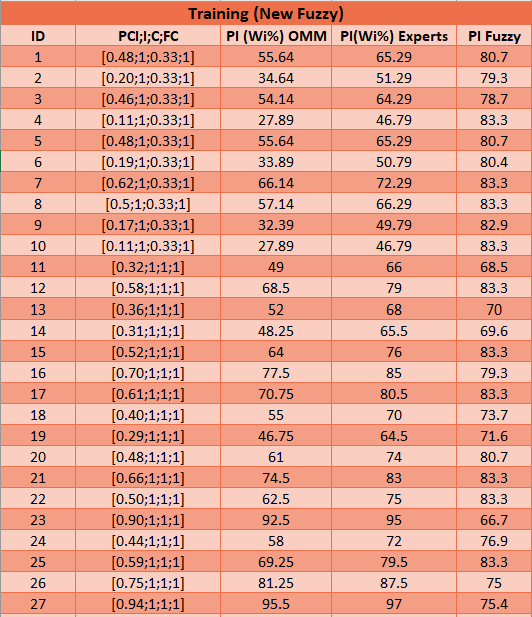 Training (New Fuzzy)
ID PCI;I;C;FC PI (Wi%) OMM PI(Wi%) Experts PI Fuzzy
1 [0.48;1;0.33;1] 55.64 65.29 80.7
2 [0.20;1;0.33;1] 34.64 51.29 79.3
3 [0.46;1;0.33;1] 54.14 64.29 78.7
4 [0.11;1;0.33;1] 27.89 46.79 83.3
5 [0.48;1;0.33;1] 55.64 65.29 80.7
6 [0.19;1;0.33;1] 33.89 50.79 80.4
7 [0.62;1;0.33;1] 66.14 72.29 83.3
8 [0.5;1;0.33;1] 57.14 66.29 83.3
9 [0.17;1;0.33;1] 32.39 49.79 82.9
10 [0.11;1;0.33;1] 27.89 46.79 83.3
11 [0.32;1;1;1] 49 66 68.5
12 [0.58;1;1;1] 68.5 79 83.3
13 [0.36;1;1;1] 52 68 70
14 [0.31;1;1;1] 48.25 65.5 69.6
15 [0.52;1;1;1] 64 76 83.3
16 [0.70;1;1;1] 77.5 85 79.3
17 [0.61;1;1;1] 70.75 80.5 83.3
18 [0.40;1;1;1] 55 70 73.7
19 [0.29;1;1;1] 46.75 64.5 71.6
20 [0.48;1;1;1] 61 74 80.7
21 [0.66;1;1;1] 74.5 83 83.3
22 [0.50;1;1;1] 62.5 75 83.3
23 [0.90;1;1;1] 92.5 95 66.7
24 [0.44;1;1;1] 58 72 76.9
25 [0.59;1;1;1] 69.25 79.5 83.3
26 [0.75;1;1;1] 81.25 87.5 75
27 [0.94;1;1;1] 95.5 97 75.4